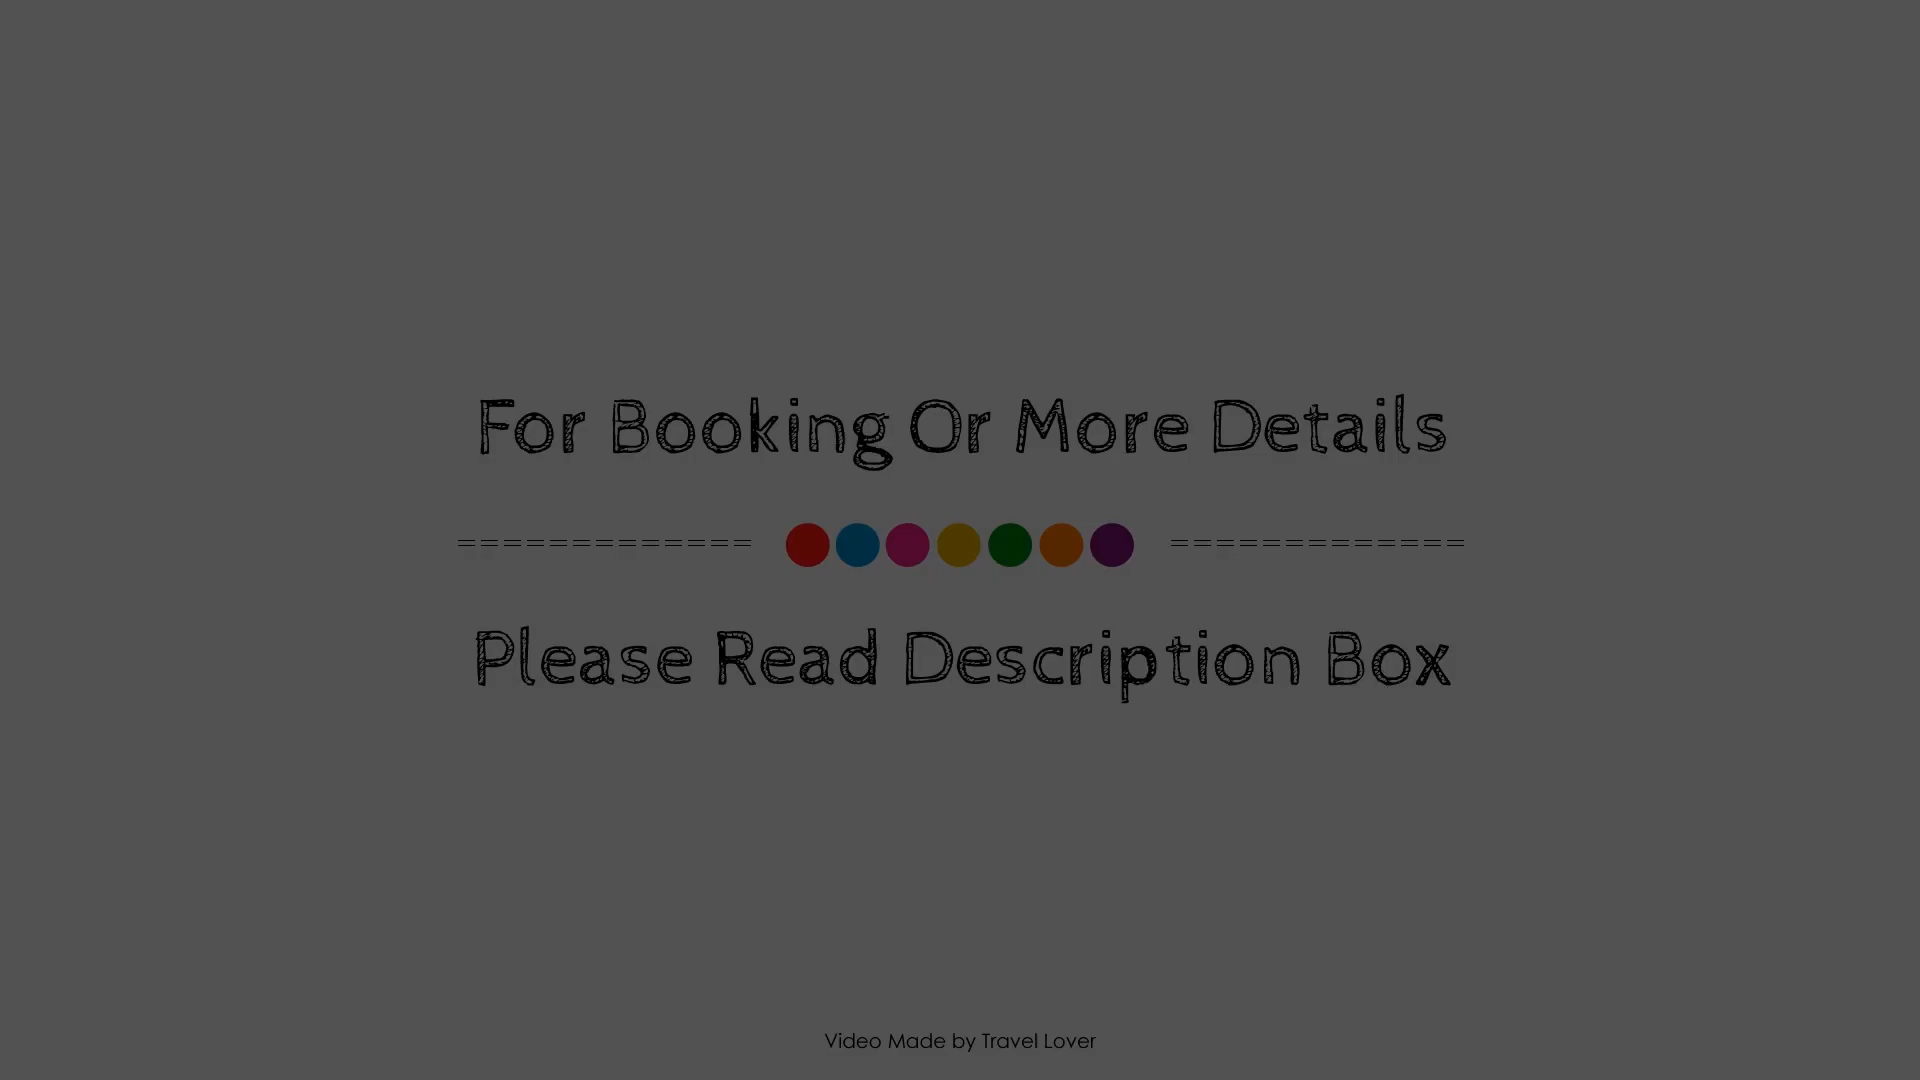 For Booking Or More Details
============= =============
Please Read Description Box
Video Made by Travel Lover